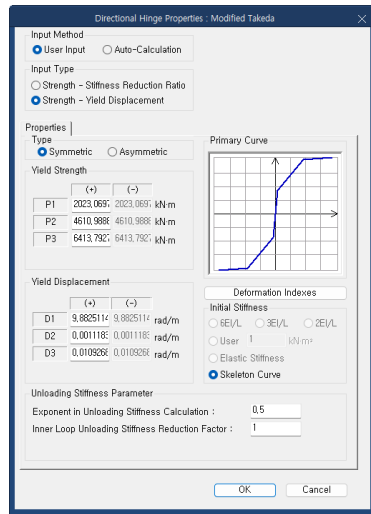 Directional Hinge Properties : Modified Takeda
Input Method
User Input Auto-Calculation
Input Type
Strength - Stiffness Reduction Ratio
Strength - Yield Displacement
Properties
Type
Symmetric Asymmetric
Primary Curve
Yield Strength
(+) (-)
P1 2023,0697 2023,0697 kN·m
P2 4610,9888 4610,9888 kN·m
P3 6413,7927 6413,7927 kN·m
Yield Displacement
(+) (-)
D1 9,8825114 9,8825114 rad/m
D2 0,0011183 0,0011183 rad/m
D3 0,0109268 0,0109268 rad/m
Deformation Indexes
Initial Stiffness
6EI/L 3EI/L 2EI/L
User 1 kN·m²
Elastic Stiffness
Skeleton Curve
Unloading Stiffness Parameter
Exponent in Unloading Stiffness Calculation : 0,5
Inner Loop Unloading Stiffness Reduction Factor : 1
OK Cancel